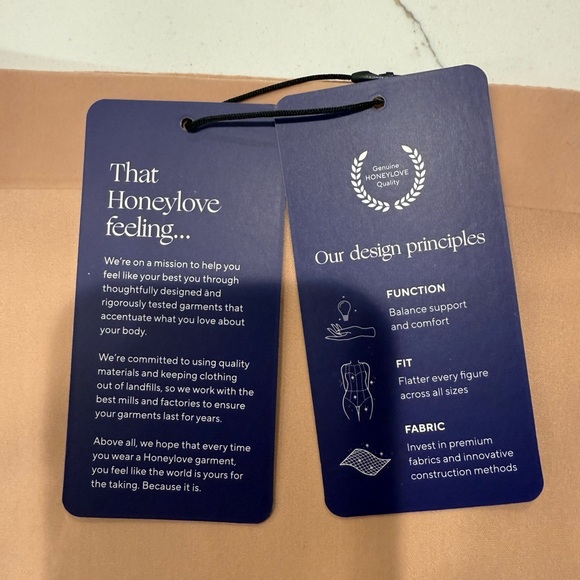 That
Honeylove
feeling...
We're on a mission to help you
feel like your best you through
thoughtfully designed and
rigorously tested garments that
accentuate what you love about
your body.
We're committed to using quality
materials and keeping clothing
out of landfills, so we work with the
best mills and factories to ensure
your garments last for years.
Above all, we hope that every time
you wear a Honeylove garment,
you feel like the world is yours for
the taking. Because it is.
Genuine
HONEYLOVE
Quality
Our design principles
FUNCTION
Balance support
and comfort
FIT
Flatter every figure
across all sizes
FABRIC
Invest in premium
fabrics and innovative
construction methods